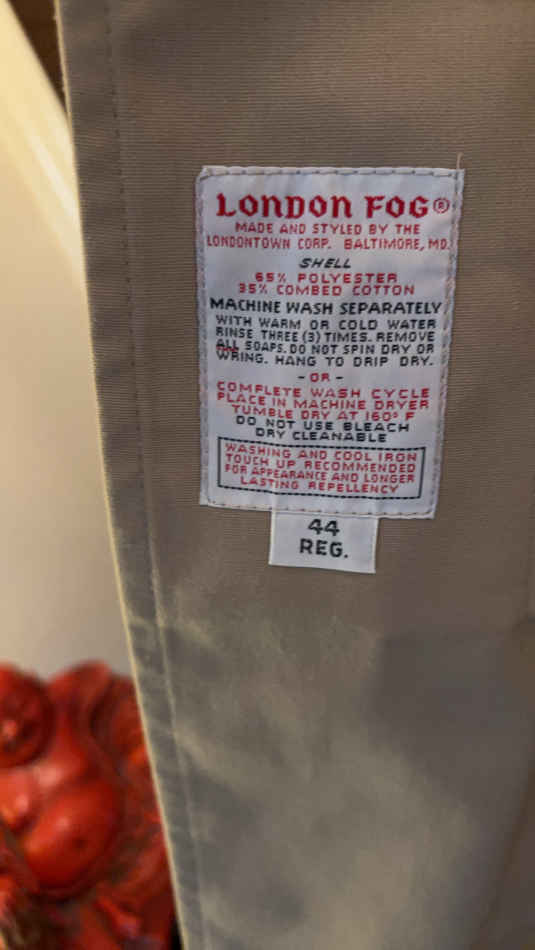 LONDON FOG®
MADE AND STYLED BY THE
LONDONTOWN CORP. BALTIMORE, MD.
SHELL
65% POLYESTER
35% COMBED COTTON
MACHINE WASH SEPARATELY
WITH WARM OR COLD WATER
RINSE THREE (3) TIMES. REMOVE
ALL SOAPS. DO NOT SPIN DRY OR
WRING. HANG TO DRIP DRY.
- OR -
COMPLETE WASH CYCLE
PLACE IN MACHINE DRYER
TUMBLE DRY AT 160° F
DO NOT USE BLEACH
DRY CLEANABLE
WASHING AND COOL IRON
TOUCH UP RECOMMENDED
FOR APPEARANCE AND LONGER
LASTING REPELLENCY
44
REG.